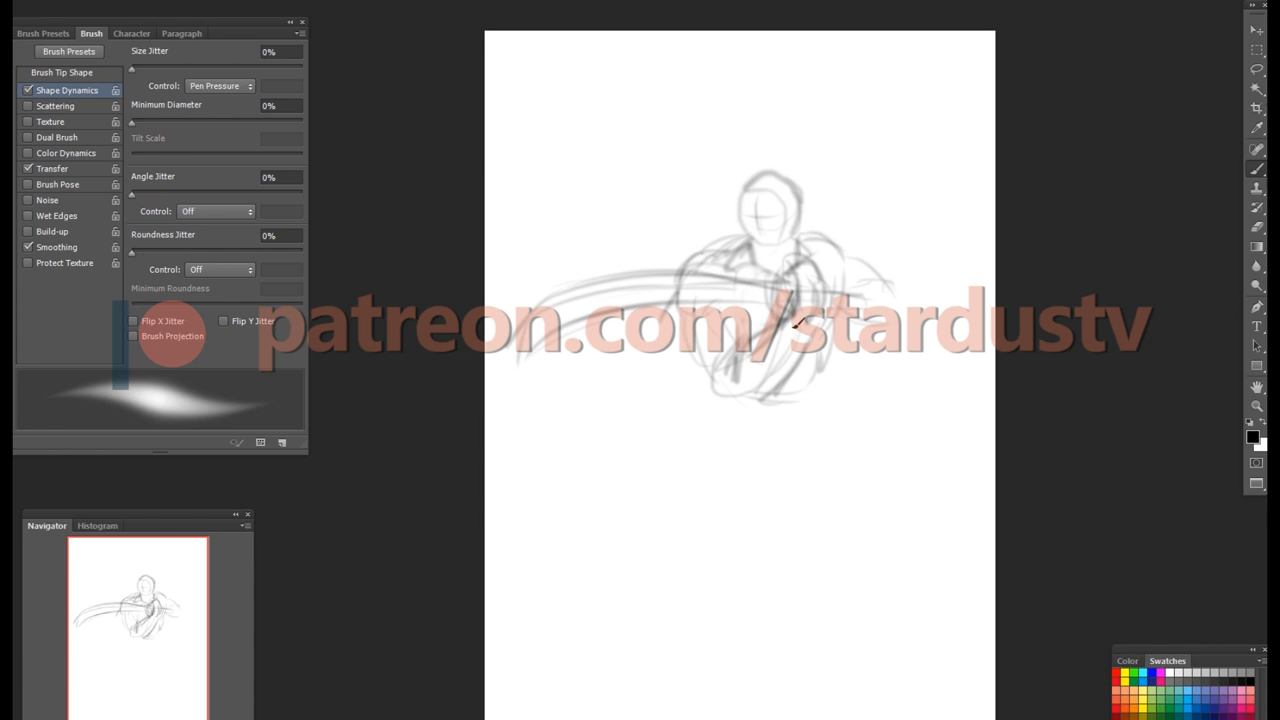 Brush Presets Brush Character Paragraph
Brush Presets Size Jitter 0%
Brush Tip Shape
Shape Dynamics Control: Pen Pressure
Scattering Minimum Diameter 0%
Texture
Dual Brush Tilt Scale
Color Dynamics
Transfer Angle Jitter 0%
Brush Pose
Noise Control: Off
Wet Edges
Build-up Roundness Jitter 0%
Smoothing
Protect Texture Control: Off
Minimum Roundness
Flip X Jitter Flip Y Jitter
Brush Projection
patreon.com/stardustv
Navigator Histogram
Color Swatches